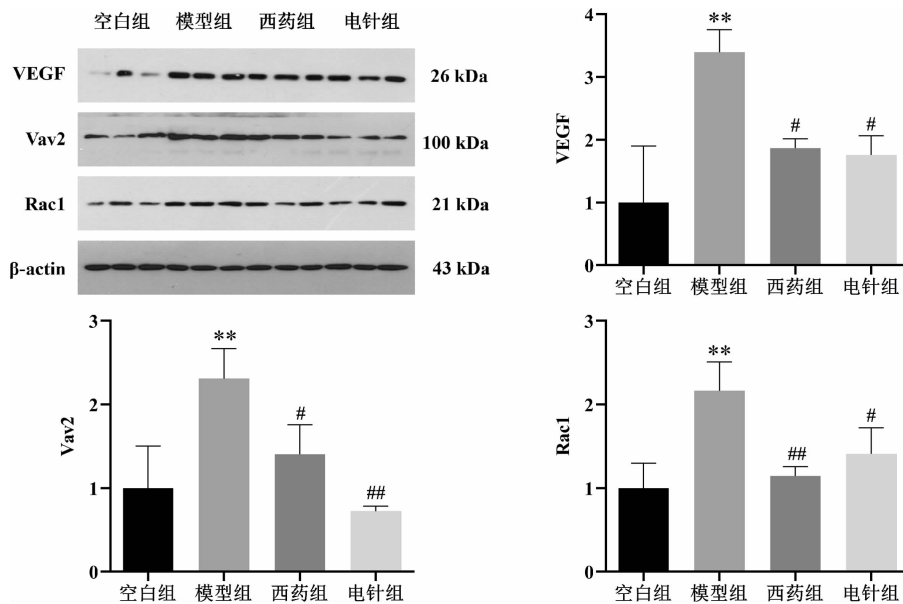 空白组 模型组 西药组 电针组
VEGF 26 kDa
Vav2 100 kDa
Rac1 21 kDa
β-actin 43 kDa
VEGF
4
3
2
1
0
**
#
#
空白组 模型组 西药组 电针组
Vav2
3
2
1
0
**
#
##
空白组 模型组 西药组 电针组
Rac1
3
2
1
0
**
##
#
空白组 模型组 西药组 电针组